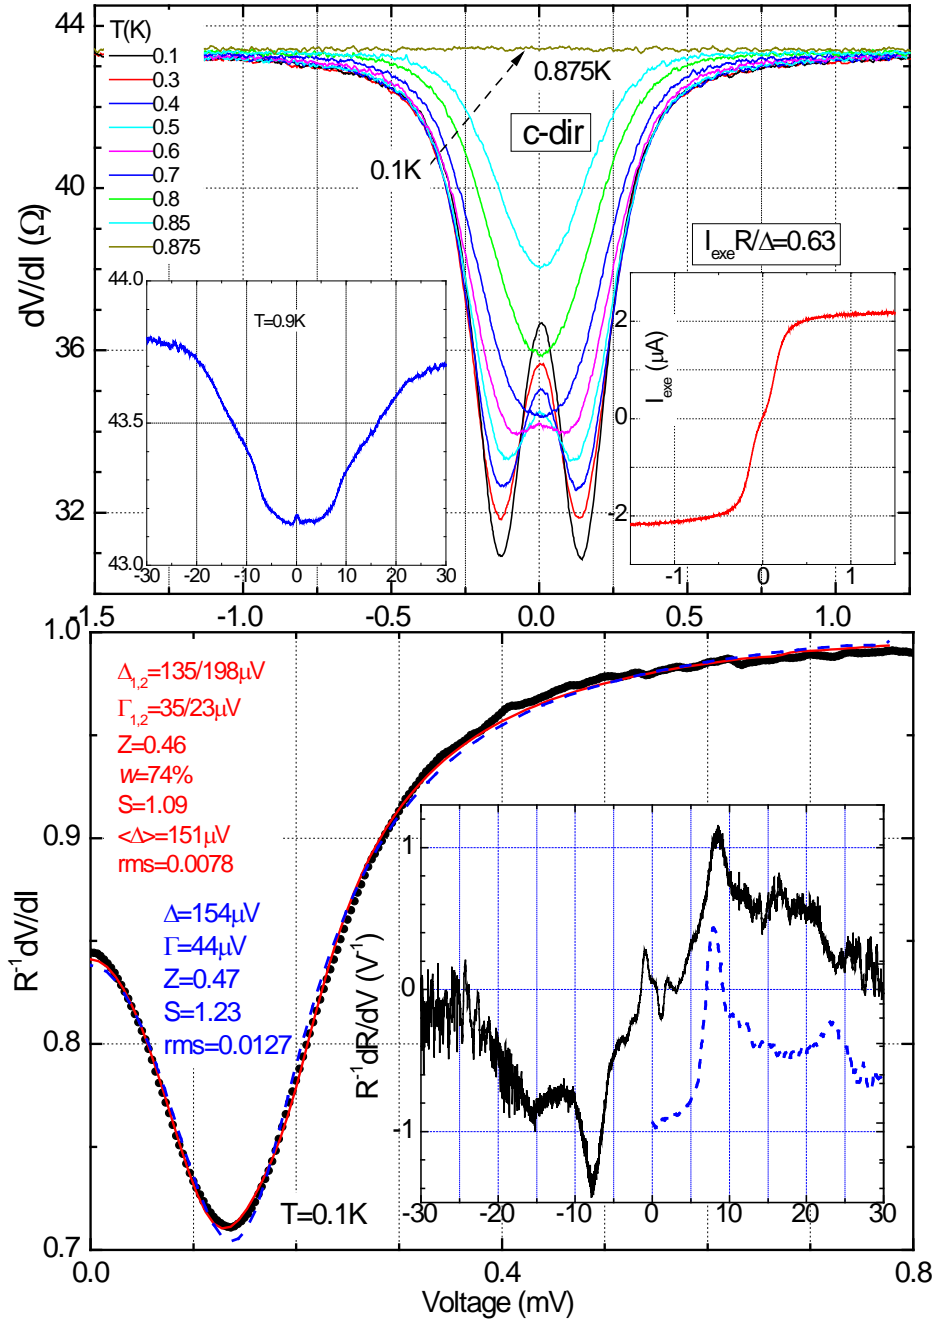 44
T(K)
0.1
0.3
0.4
0.5
0.6
0.7
0.8
0.85
0.875
0.875K
c-dir
0.1K
40
36
32
dV/dI (Ω)
I_exe R/Δ=0.63
44.0
43.5
43.0
T=0.9K
-30 -20 -10 0 10 20 30
I_exe (μA)
2
0
-2
-1 0 1
-1.5 -1.0 -0.5 0.0 0.5 1.0
1.0
0.9
0.8
0.7
R⁻¹dV/dI
Δ₁,₂=135/198μV
Γ₁,₂=35/23μV
Z=0.46
w=74%
S=1.09
<Δ>=151μV
rms=0.0078
Δ=154μV
Γ=44μV
Z=0.47
S=1.23
rms=0.0127
T=0.1K
R⁻¹dR/dV (V⁻¹)
1
0
-1
-30 -20 -10 0 10 20 30
0.0 0.4 0.8
Voltage (mV)